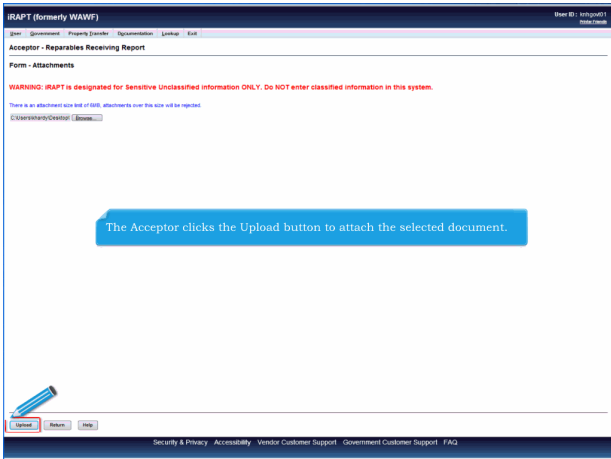 iRAPT (formerly WAWF)
User ID : knhgov01
Printer Friendly
User Government Property Transfer Documentation Lookup Exit
Acceptor - Reparables Receiving Report
Form - Attachments
WARNING: iRAPT is designated for Sensitive Unclassified information ONLY. Do NOT enter classified information in this system.
There is an attachment size limit of 6MB, attachments over this size will be rejected.
C:\Users\khardy\Desktop\ Browse...
The Acceptor clicks the Upload button to attach the selected document.
Upload Return Help
Security & Privacy Accessibility Vendor Customer Support Government Customer Support FAQ